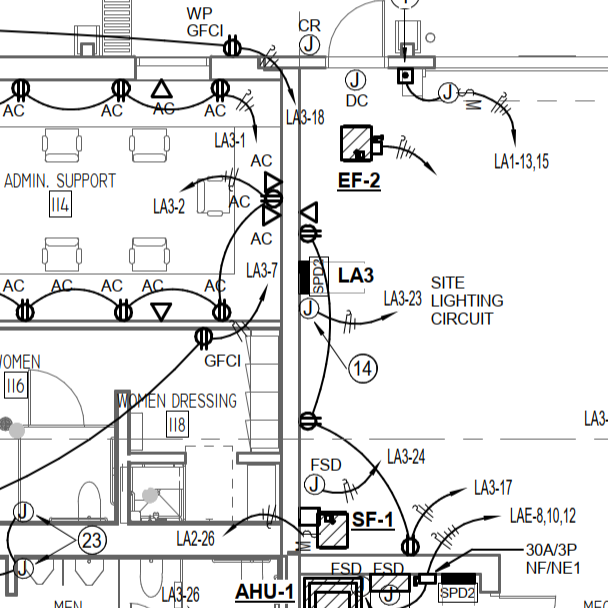 WP
GFCI
CR
J
J
DC
J
S
M
AC
AC
AC
AC
LA3-18
LA3-1
LA1-13,15
AC
ADMIN. SUPPORT
114
LA3-2
AC
EF-2
AC
LA3-7
AC
AC
AC
AC
SPD2
LA3
LA3-23
SITE
LIGHTING
CIRCUIT
J
GFCI
14
WOMEN
116
WOMEN DRESSING
118
LA3-
FSD
LA3-24
J
LA3-17
J
SF-1
LAE-8,10,12
23
LA2-26
M
30A/3P
NF/NE1
J
FSD
FSD
LA3-26
AHU-1
J
SPD2
MEN